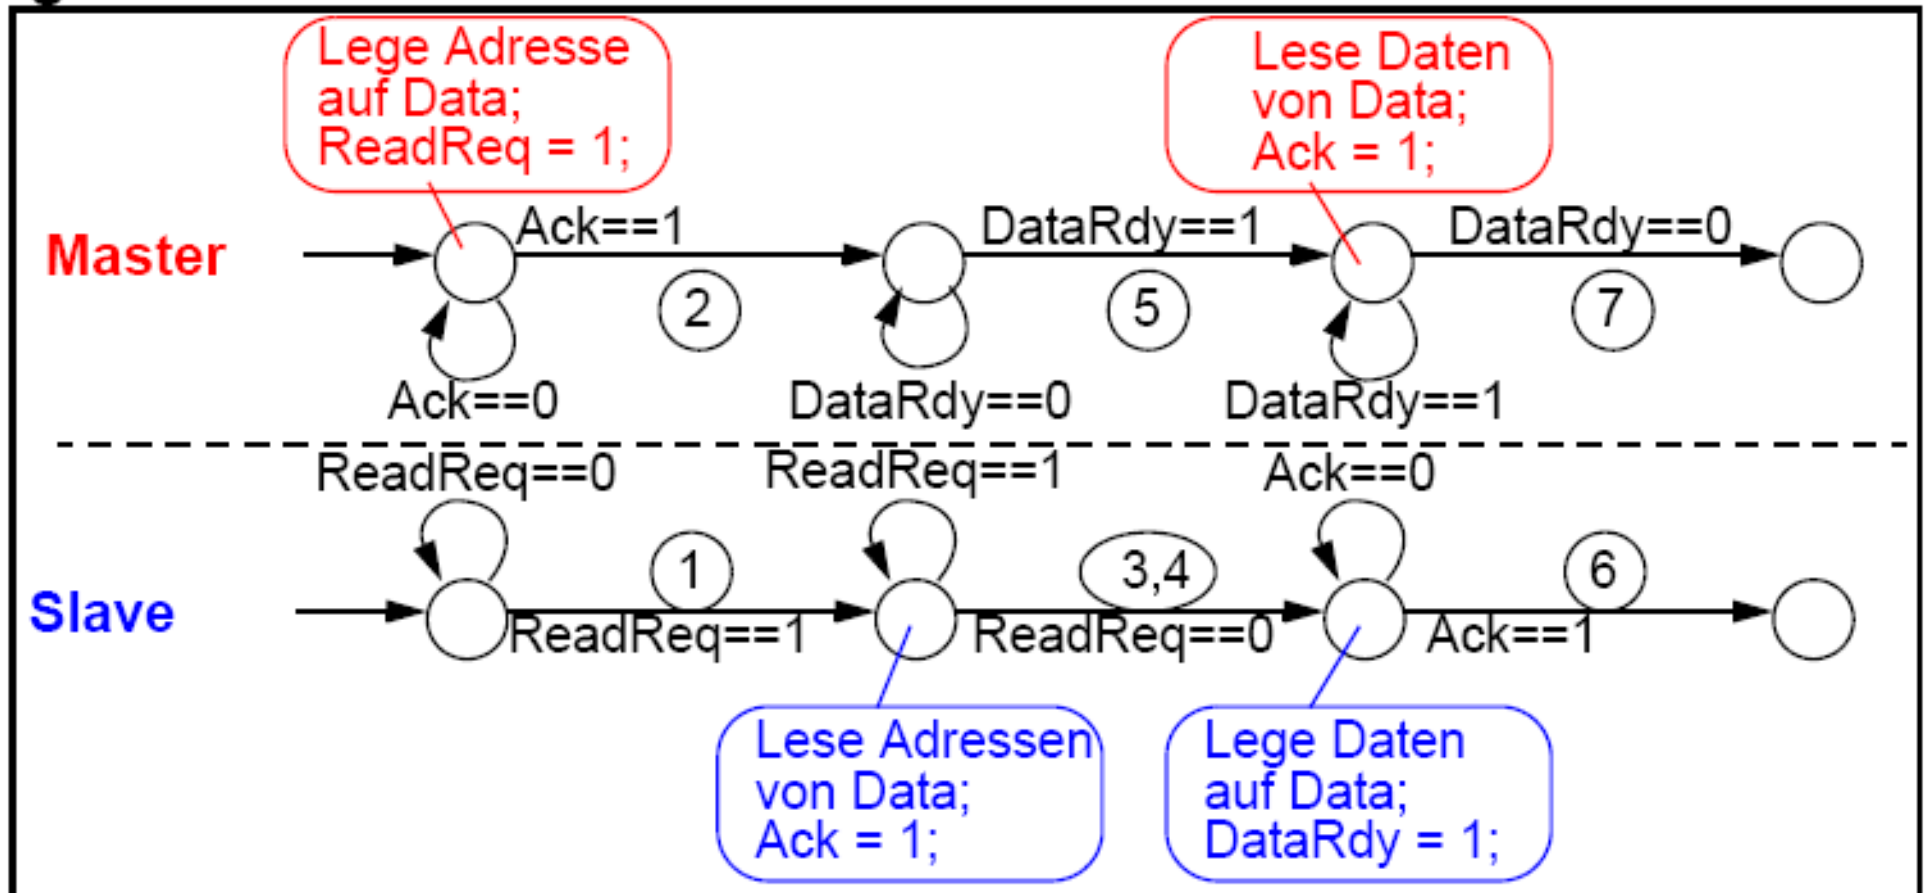 Lege Adresse
auf Data;
ReadReq = 1;
Lese Daten
von Data;
Ack = 1;
Master
Ack==1
DataRdy==1
DataRdy==0
2
5
7
Ack==0
DataRdy==0
DataRdy==1
ReadReq==0
ReadReq==1
Ack==0
Slave
1
3,4
6
ReadReq==1
ReadReq==0
Ack==1
Lese Adressen
von Data;
Ack = 1;
Lege Daten
auf Data;
DataRdy = 1;